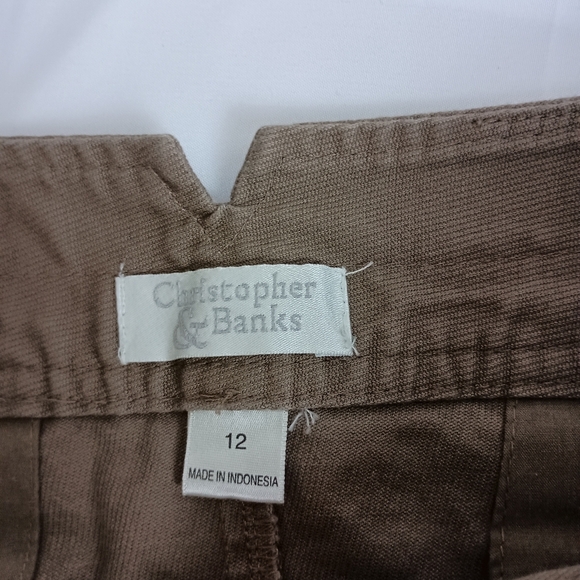 Christopher
& Banks
12
MADE IN INDONESIA